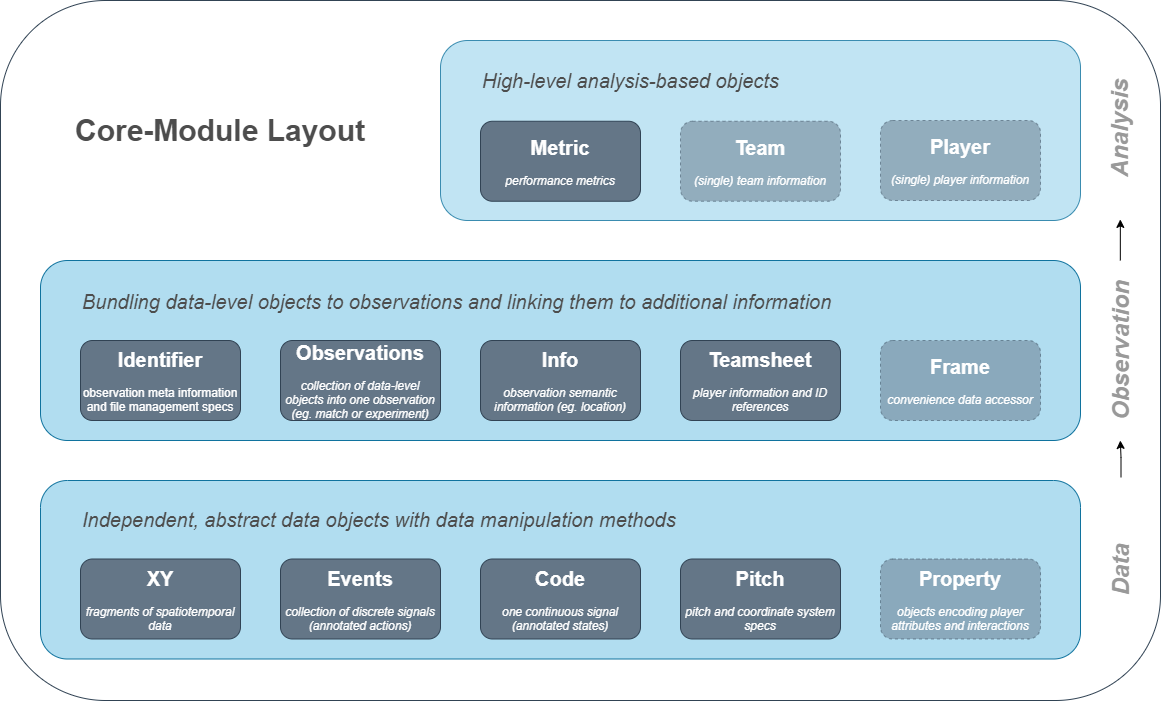 Core-Module Layout
High-level analysis-based objects
Metric
performance metrics
Team
(single) team information
Player
(single) player information
Analysis
Bundling data-level objects to observations and linking them to additional information
Identifier
observation meta information
and file management specs
Observations
collection of data-level
objects into one observation
(eg. match or experiment)
Info
observation semantic
information (eg. location)
Teamsheet
player information and ID
references
Frame
convenience data accessor
Observation
Independent, abstract data objects with data manipulation methods
XY
fragments of spatiotemporal
data
Events
collection of discrete signals
(annotated actions)
Code
one continuous signal
(annotated states)
Pitch
pitch and coordinate system
specs
Property
objects encoding player
attributes and interactions
Data